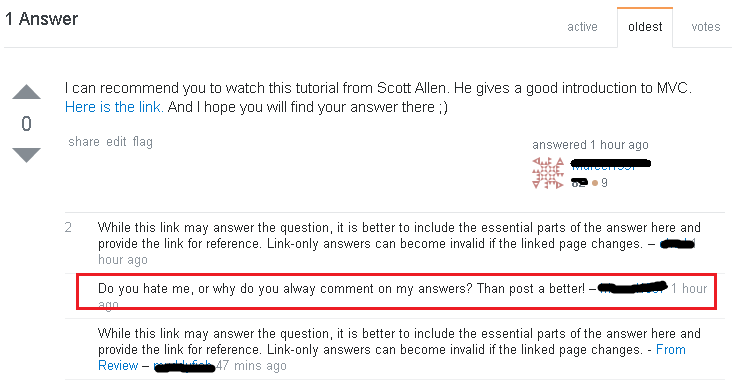 1 Answer
active oldest votes
I can recommend you to watch this tutorial from Scott Allen. He gives a good introduction to MVC.
Here is the link. And I hope you will find your answer there ;)
0
share edit flag
answered 1 hour ago
9
2 While this link may answer the question, it is better to include the essential parts of the answer here and
provide the link for reference. Link-only answers can become invalid if the linked page changes. –
hour ago
Do you hate me, or why do you alway comment on my answers? Than post a better! – 1 hour
ago
While this link may answer the question, it is better to include the essential parts of the answer here and
provide the link for reference. Link-only answers can become invalid if the linked page changes. - From
Review – 47 mins ago